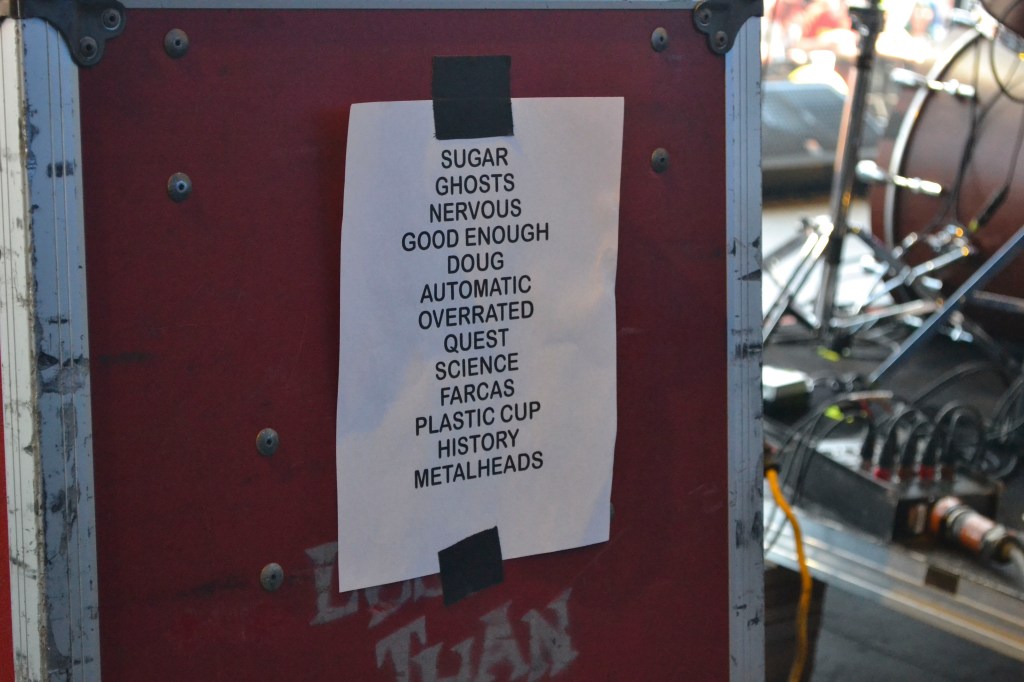 SUGAR
GHOSTS
NERVOUS
GOOD ENOUGH
DOUG
AUTOMATIC
OVERRATED
QUEST
SCIENCE
FARCAS
PLASTIC CUP
HISTORY
METALHEADS
THAN